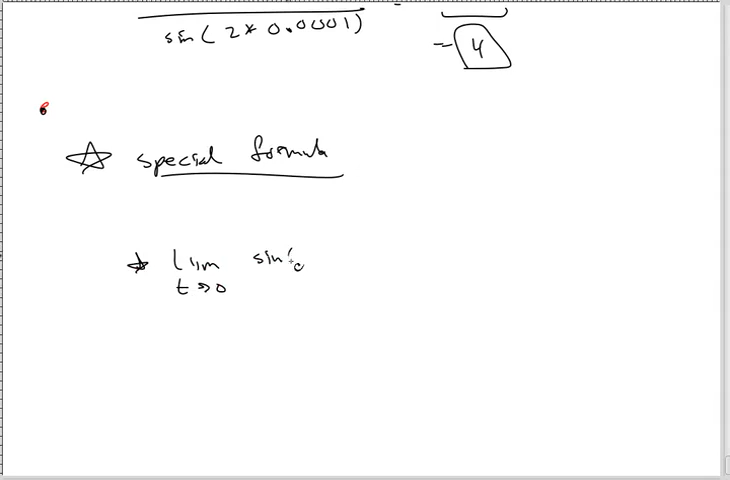 sin(2*0.0001)
= 4
☆ special formula
☆ lim sin(
t→0